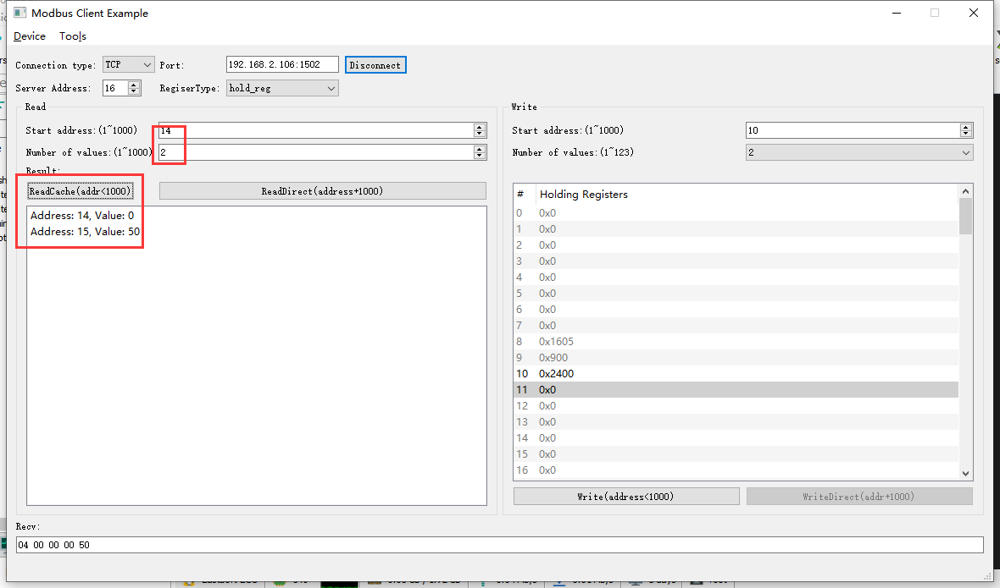 Modbus Client Example
Device Tools
Connection type: TCP Port: 192.168.2.106:1502 Disconnect
Server Address: 16 RegiserType: hold_reg
Read
Start address:(1~1000) 14
Number of values:(1~1000) 2
Result:
ReadCache(addr<1000) ReadDirect(address+1000)
Address: 14, Value: 0
Address: 15, Value: 50
Write
Start address:(1~1000) 10
Number of values:(1~123) 2
# Holding Registers
0 0x0
1 0x0
2 0x0
3 0x0
4 0x0
5 0x0
6 0x0
7 0x0
8 0x1605
9 0x900
10 0x2400
11 0x0
12 0x0
13 0x0
14 0x0
15 0x0
16 0x0
Write(address<1000) WriteDirect(addr+1000)
Recv:
04 00 00 00 50